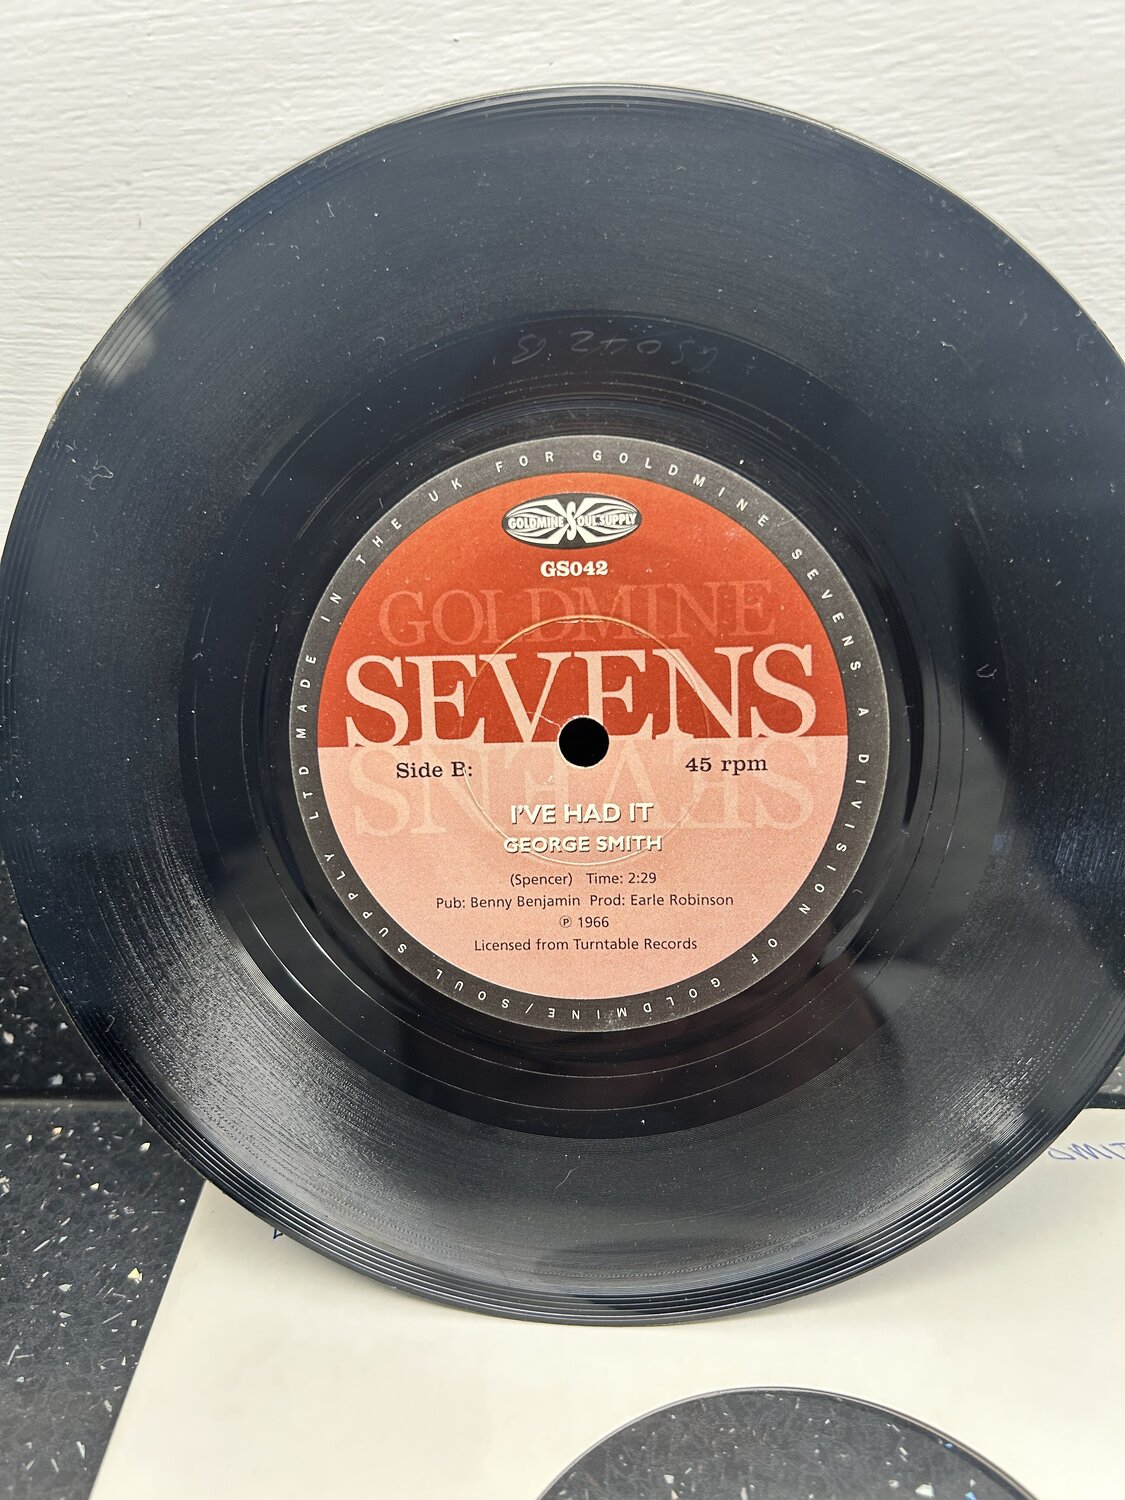 GS042 B
MADE IN THE UK FOR GOLDMINE SEVENS A DIVISION OF GOLDMINE/SOUL SUPPLY LTD
GOLDMINE SOUL SUPPLY
GS042
GOLDMINE
SEVENS
SEVENS
Side B: 45 rpm
I'VE HAD IT
GEORGE SMITH
(Spencer) Time: 2:29
Pub: Benny Benjamin Prod: Earle Robinson
℗ 1966
Licensed from Turntable Records